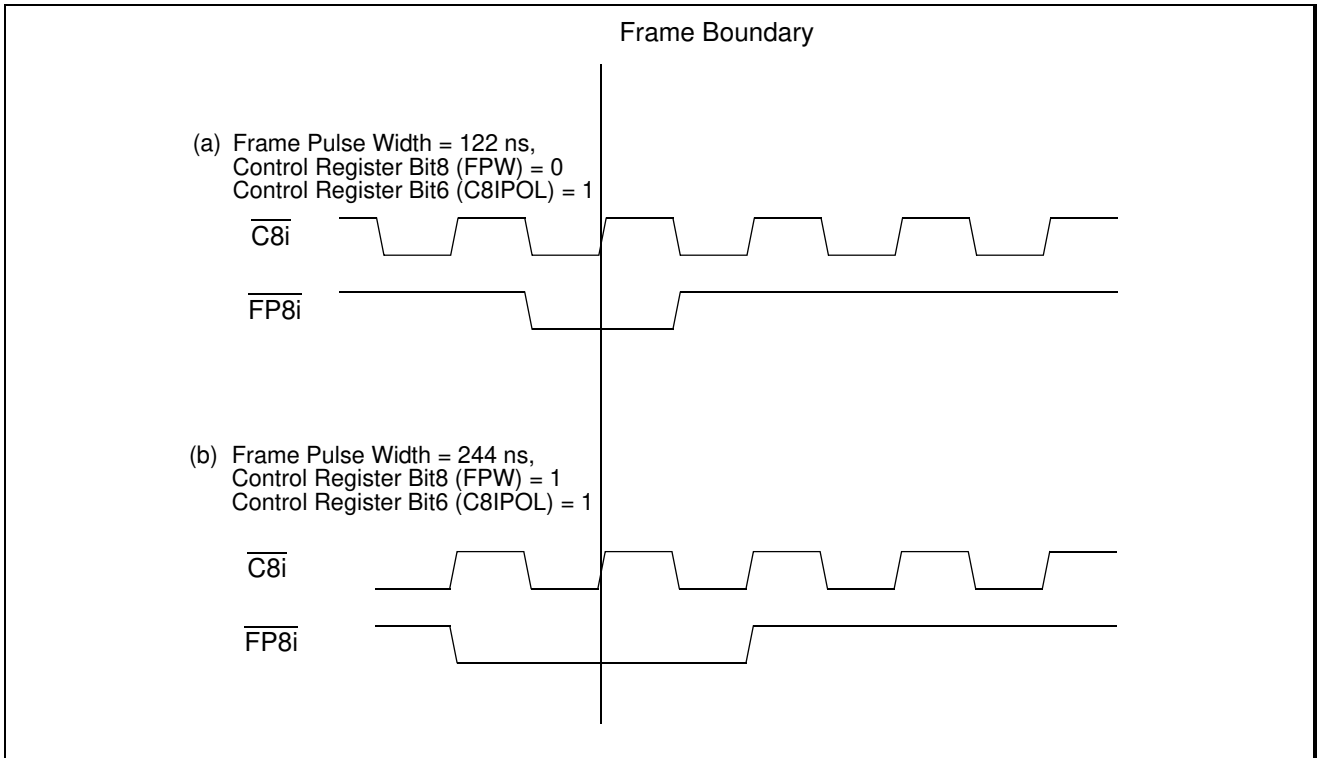 Frame Boundary
(a) Frame Pulse Width = 122 ns,
Control Register Bit8 (FPW) = 0
Control Register Bit6 (C8IPOL) = 1
C8i
FP8i
(b) Frame Pulse Width = 244 ns,
Control Register Bit8 (FPW) = 1
Control Register Bit6 (C8IPOL) = 1
C8i
FP8i